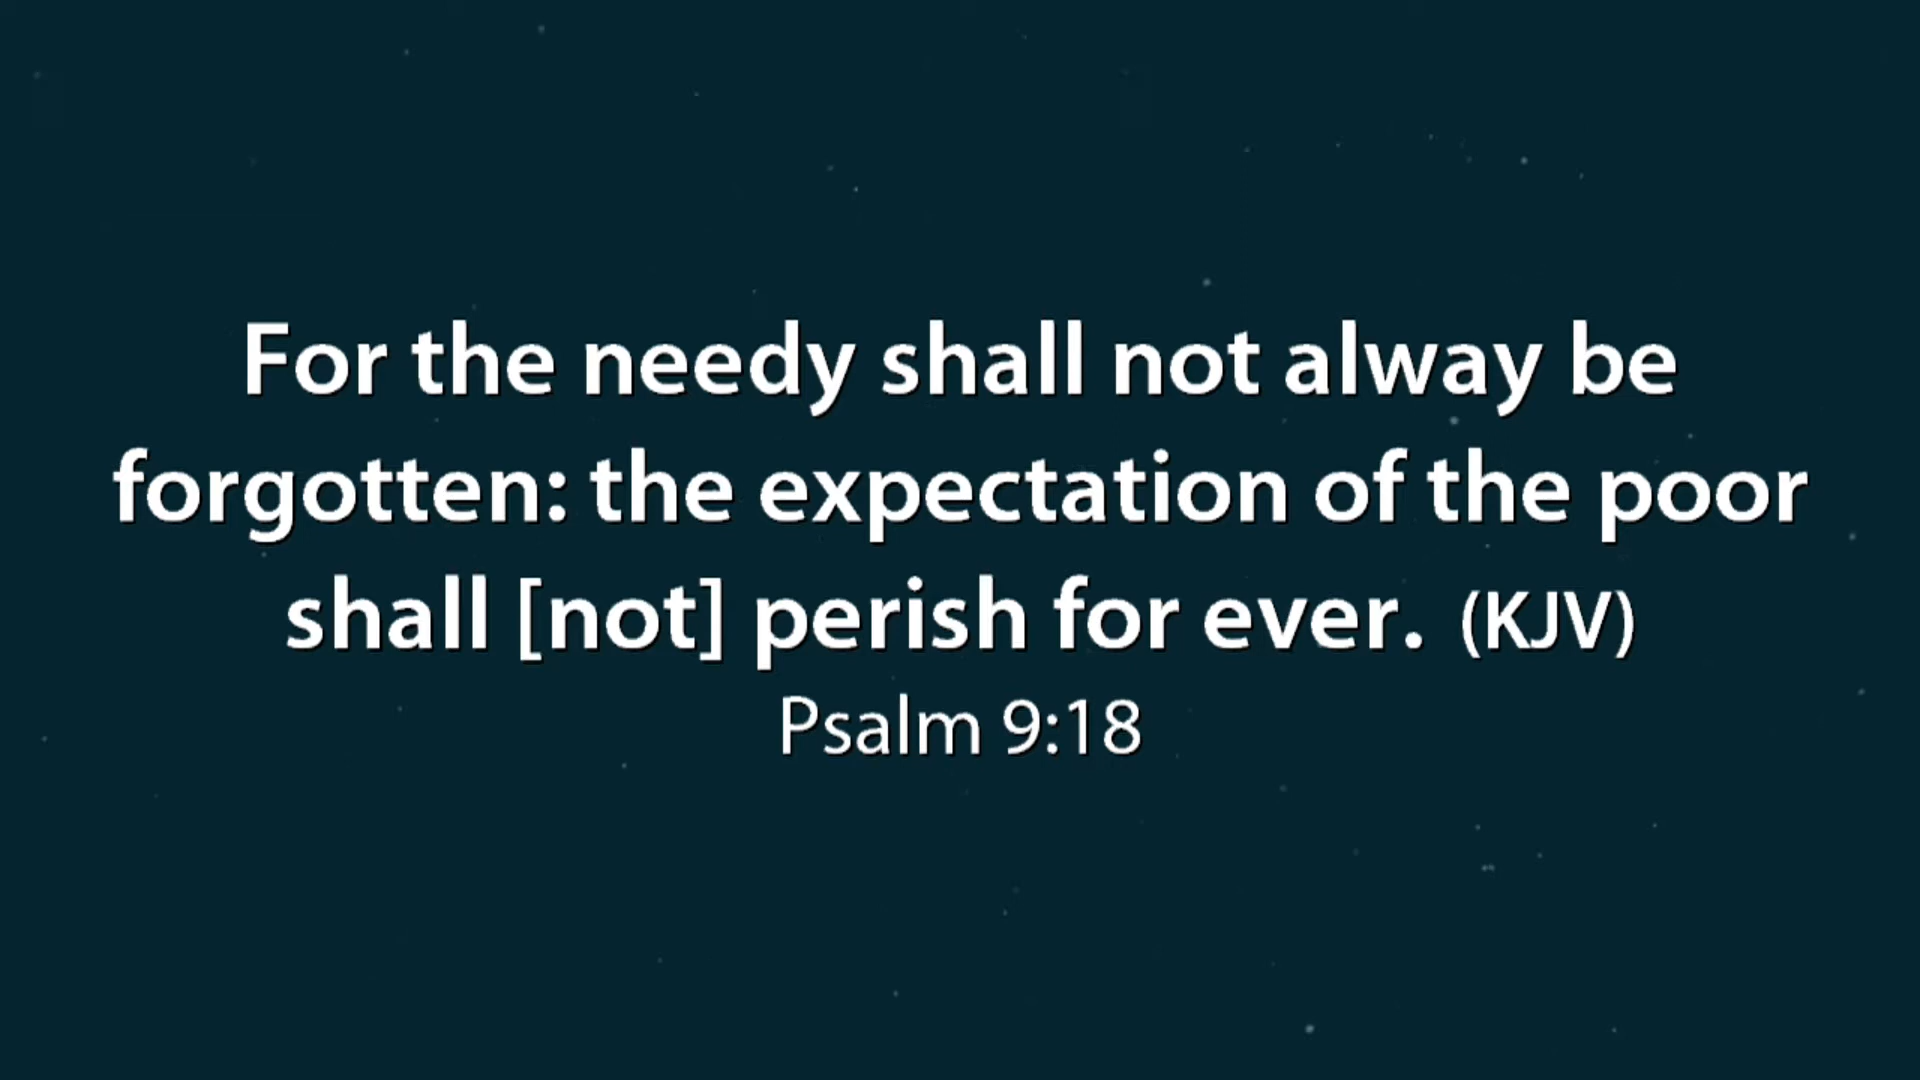 For the needy shall not alway be
forgotten: the expectation of the poor
shall [not] perish for ever. (KJV)
Psalm 9:18